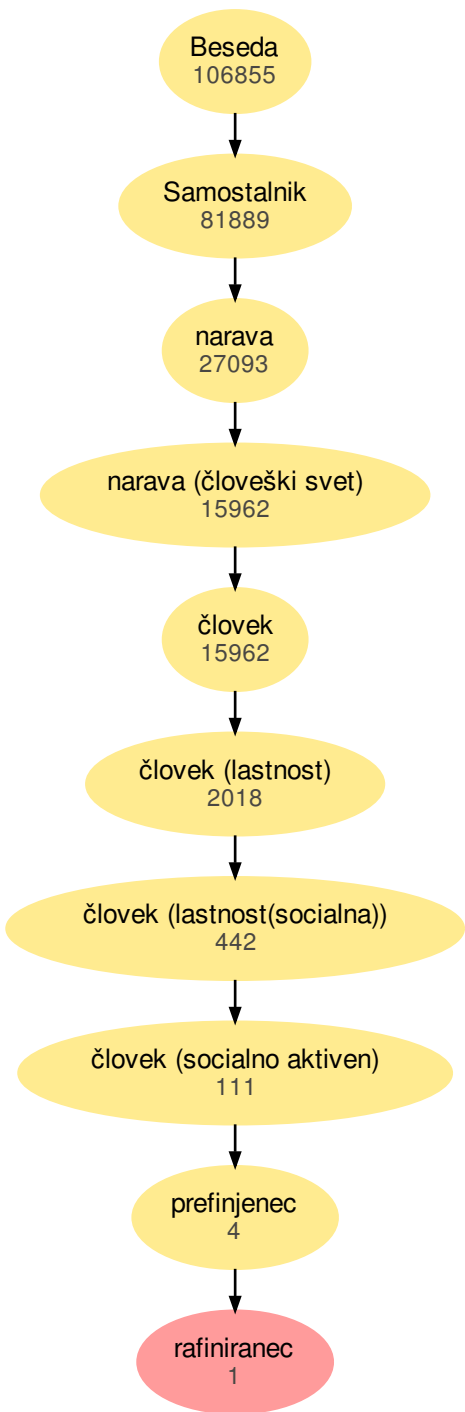 Beseda
106855
Samostalnik
81889
narava
27093
narava (človeški svet)
15962
človek
15962
človek (lastnost)
2018
človek (lastnost(socialna))
442
človek (socialno aktiven)
111
prefinjenec
4
rafiniranec
1